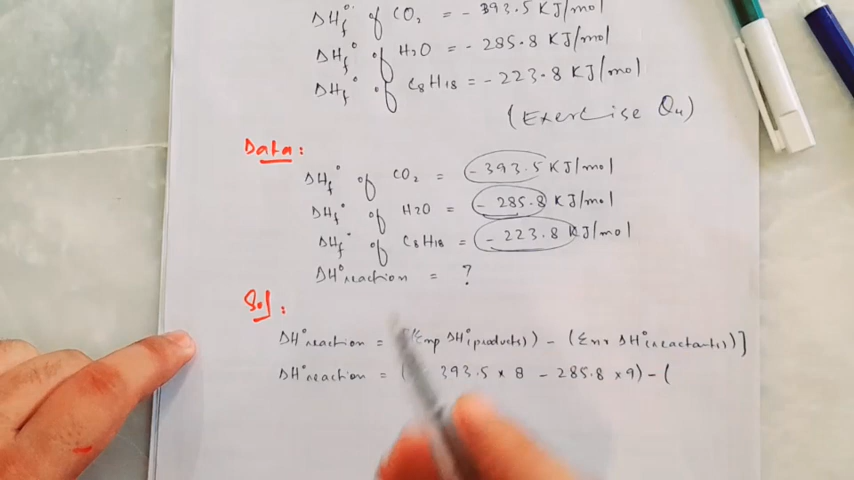 ΔHf° of CO2 = - 393.5 KJ/mol
ΔHf° of H2O = - 285.8 KJ/mol
ΔHf° of C8H18 = - 223.8 KJ/mol
(Exercise Q4)
Data:
ΔHf° of CO2 = - 393.5 KJ/mol
ΔHf° of H2O = - 285.8 KJ/mol
ΔHf° of C8H18 = - 223.8 KJ/mol
ΔH°reaction = ?
Sol:
ΔH°reaction = (Σnp ΔH°(products)) - (Σnr ΔH°(reactants)]
ΔH°reaction = ( 393.5 × 8 - 285.8 × 9) - (